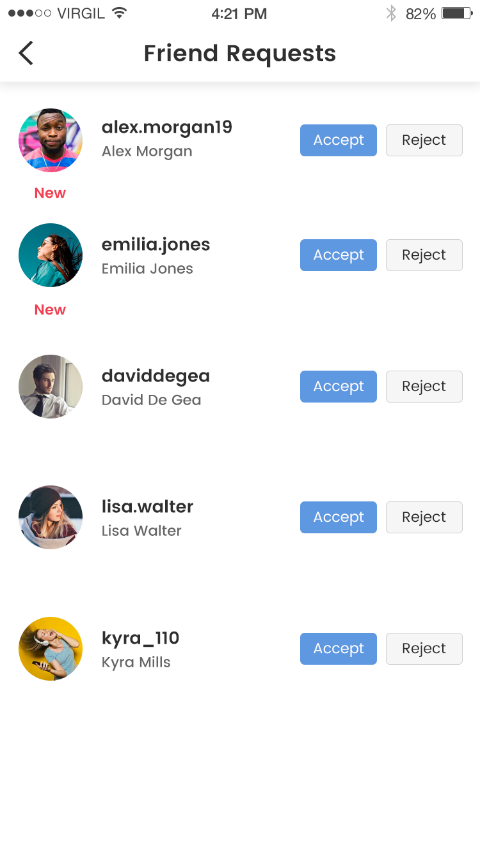 VIRGIL 4:21 PM 82%
Friend Requests
alex.morgan19
Alex Morgan
Accept Reject
New
emilia.jones
Emilia Jones
Accept Reject
New
daviddegea
David De Gea
Accept Reject
lisa.walter
Lisa Walter
Accept Reject
kyra_110
Kyra Mills
Accept Reject